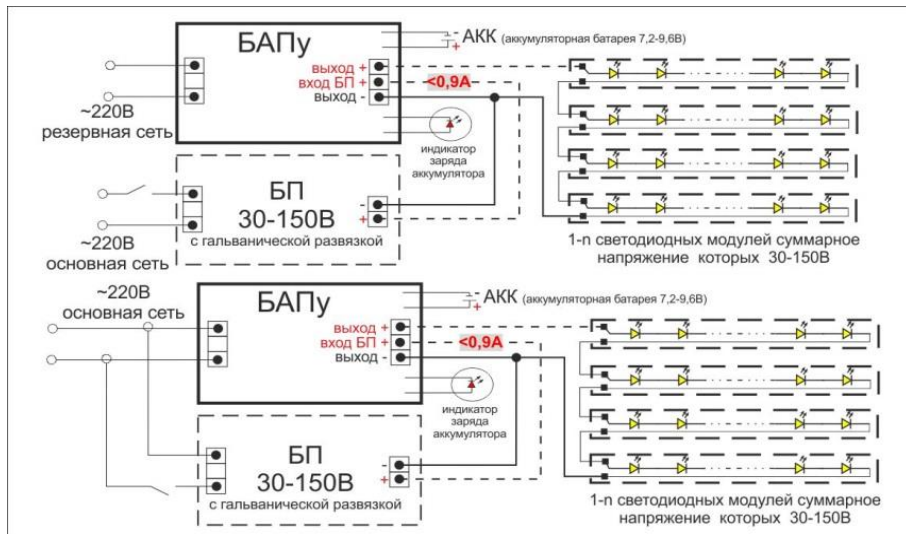 БАПу
- АКК (аккумуляторная батарея 7,2-9,6В)
+
выход +
вход БП +
<0,9А
выход -
~220В
резервная сеть
индикатор
заряда
аккумулятора
БП
30-150В
с гальванической развязкой
-
+
~220В
основная сеть
1-n светодиодных модулей суммарное
напряжение которых 30-150В
~220В
основная сеть
БАПу
- АКК (аккумуляторная батарея 7,2-9,6В)
+
выход +
вход БП +
<0,9А
выход -
индикатор
заряда
аккумулятора
БП
30-150В
с гальванической развязкой
-
+
1-n светодиодных модулей суммарное
напряжение которых 30-150В